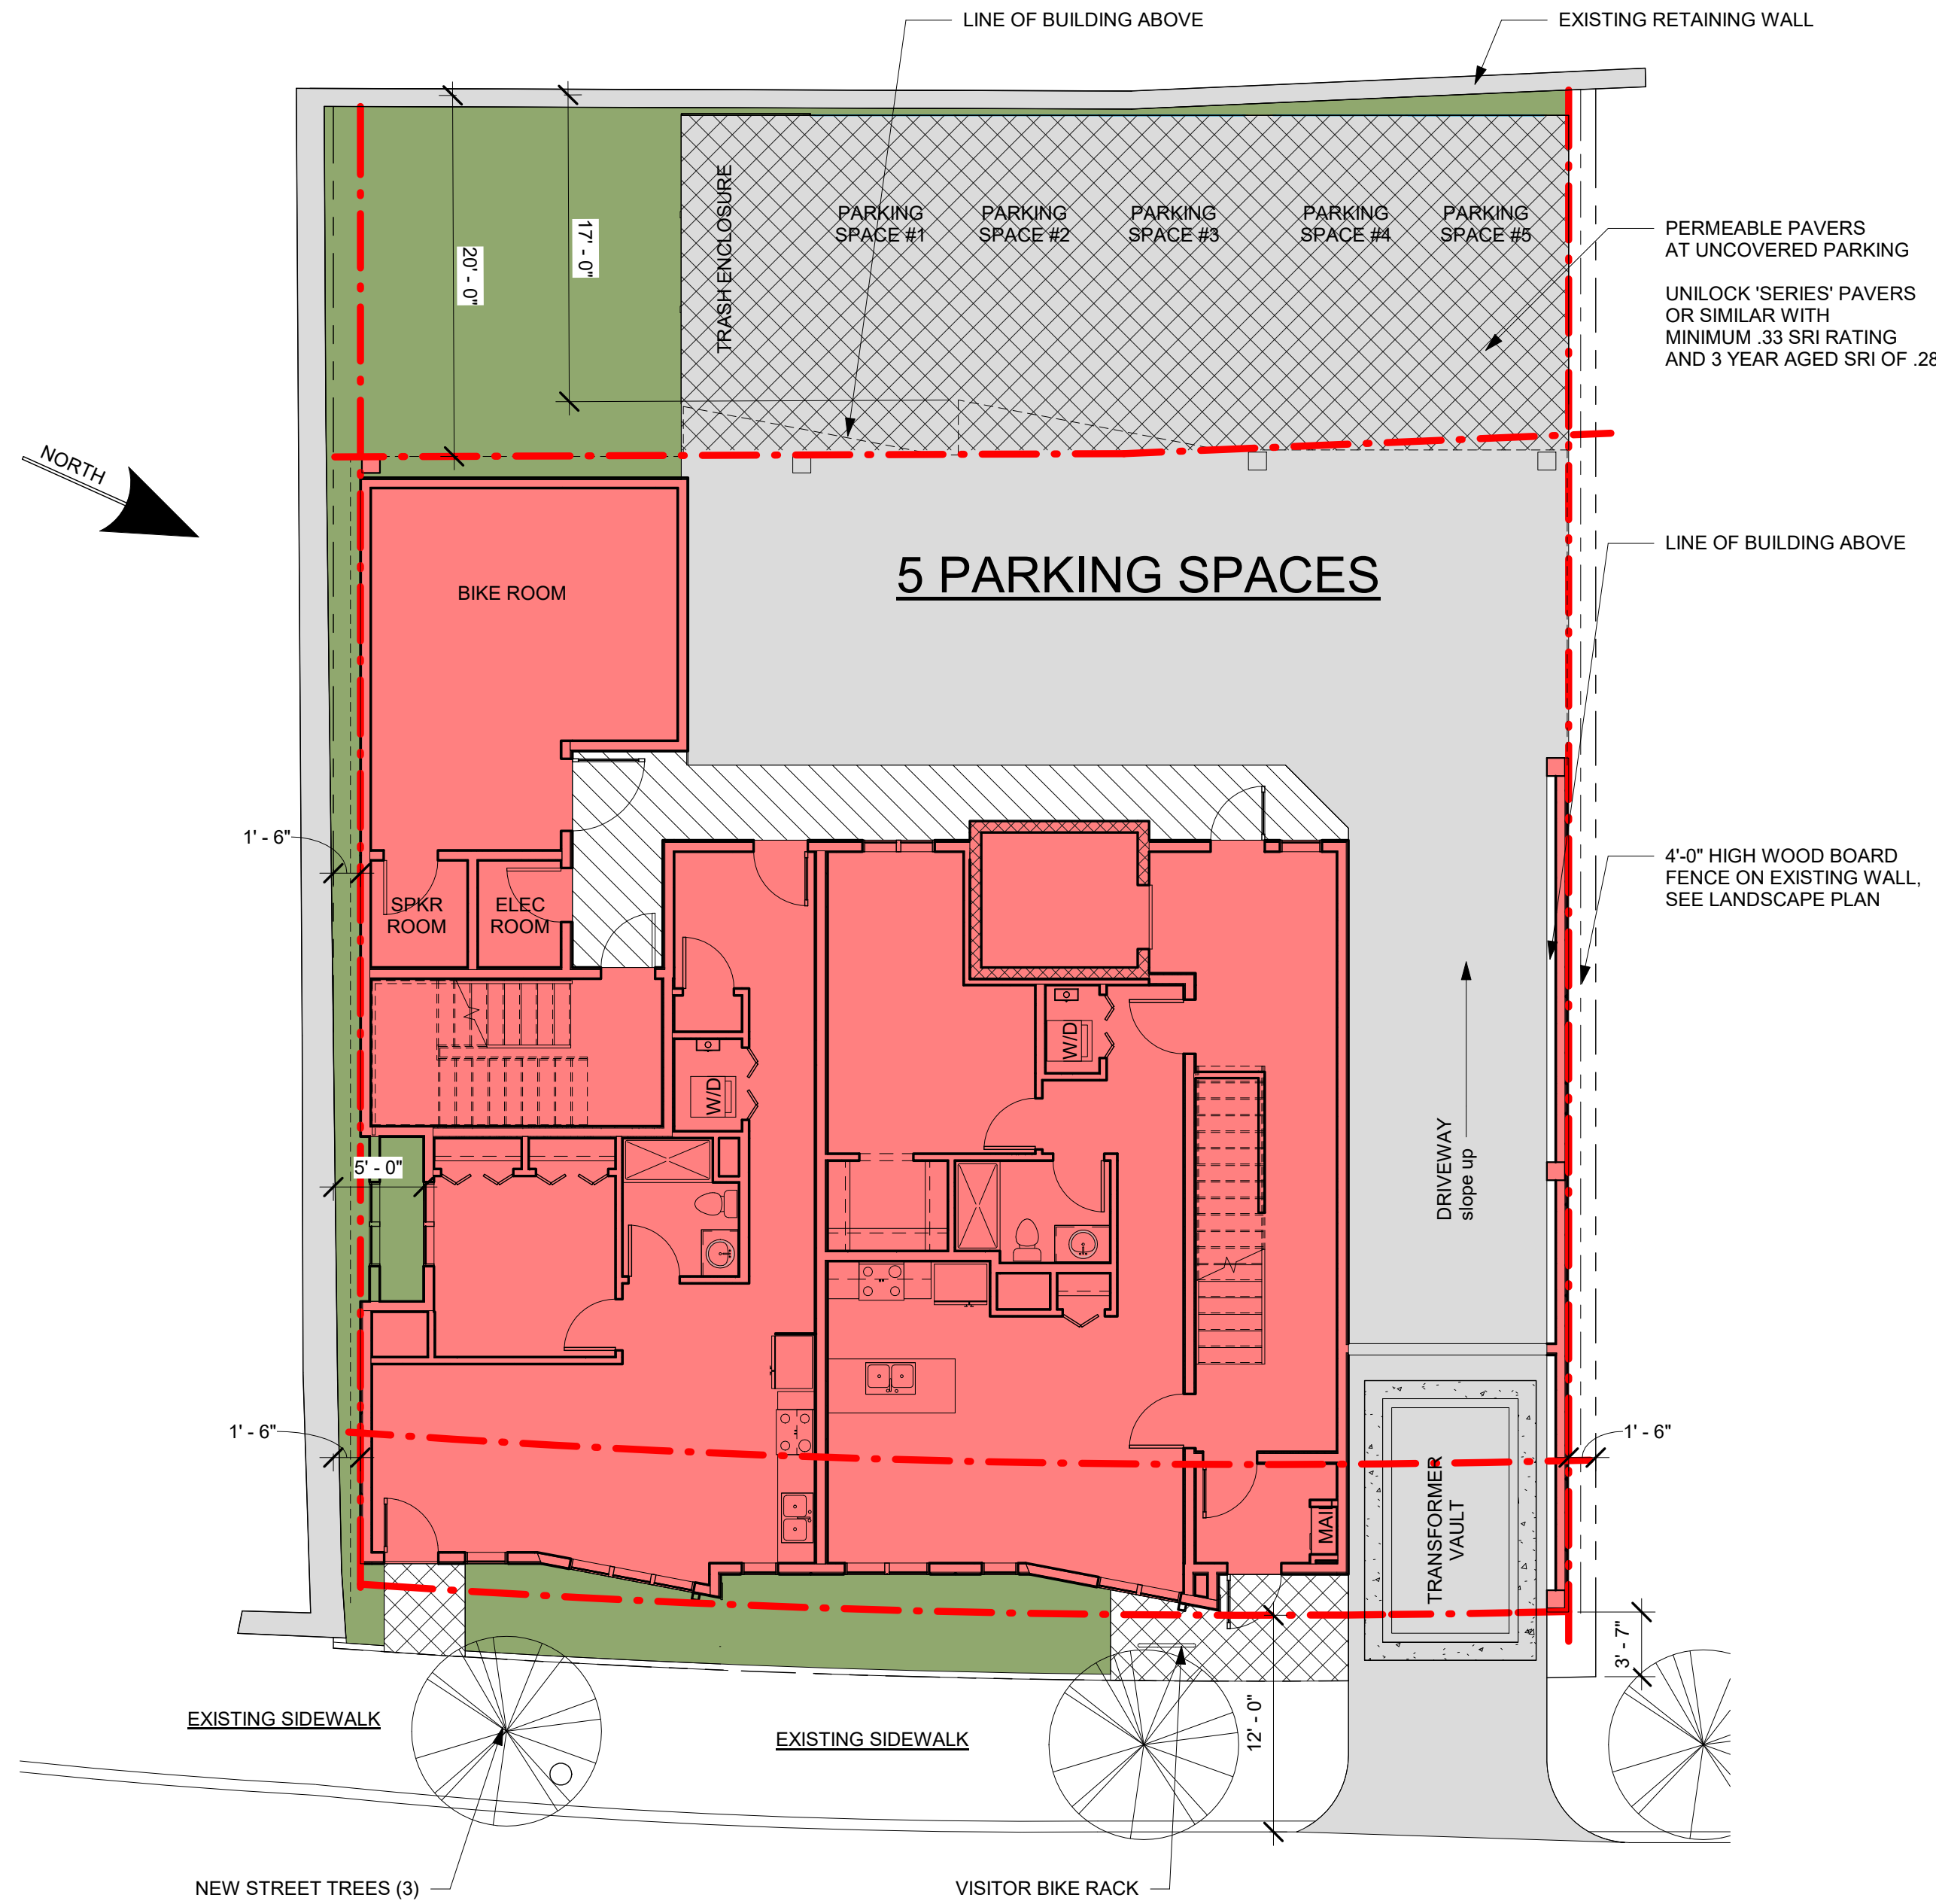 LINE OF BUILDING ABOVE
EXISTING RETAINING WALL
20' - 0"
17' - 0"
TRASH ENCLOSURE
PARKING
SPACE #1
PARKING
SPACE #2
PARKING
SPACE #3
PARKING
SPACE #4
PARKING
SPACE #5
PERMEABLE PAVERS
AT UNCOVERED PARKING
UNILOCK 'SERIES' PAVERS
OR SIMILAR WITH
MINIMUM .33 SRI RATING
AND 3 YEAR AGED SRI OF .28
NORTH
5 PARKING SPACES
LINE OF BUILDING ABOVE
BIKE ROOM
1' - 6"
4'-0" HIGH WOOD BOARD
FENCE ON EXISTING WALL,
SEE LANDSCAPE PLAN
SPKR
ROOM
ELEC
ROOM
W/D
W/D
5' - 0"
DRIVEWAY
slope up
1' - 6"
1' - 6"
MAIL
TRANSFORMER
VAULT
3' - 7"
12' - 0"
EXISTING SIDEWALK
EXISTING SIDEWALK
NEW STREET TREES (3)
VISITOR BIKE RACK